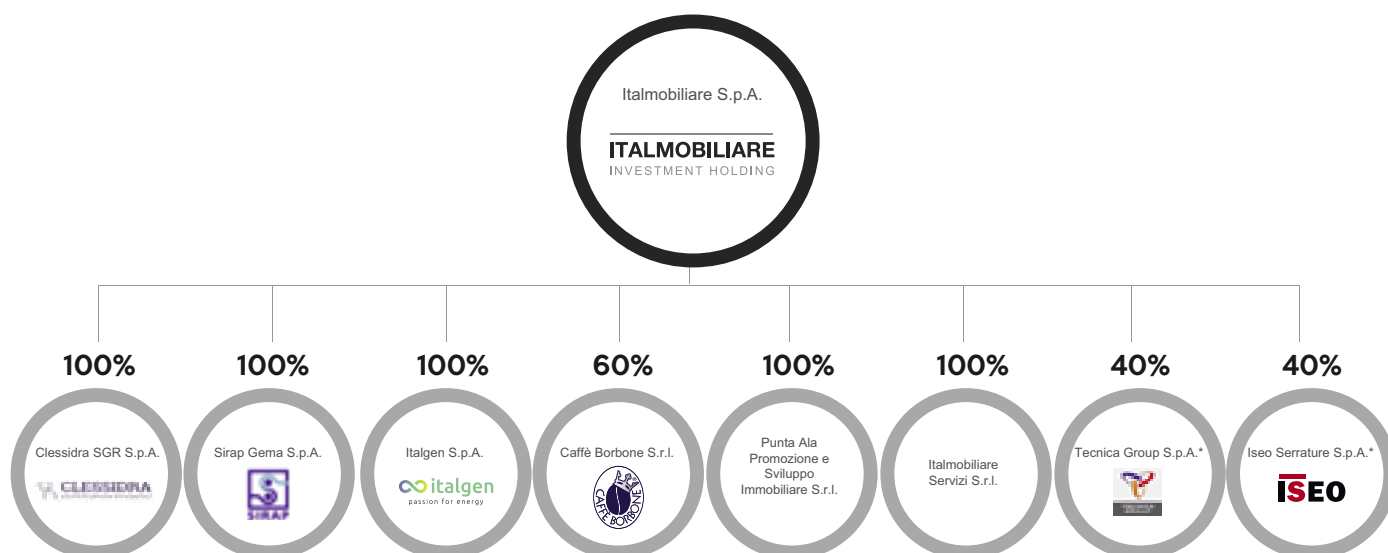 Italmobiliare S.p.A.
ITALMOBILIARE
INVESTMENT HOLDING
100%
100%
100%
60%
100%
100%
40%
40%
Clessidra SGR S.p.A.
CLESSIDRA
Sirap Gema S.p.A.
SIRAP
Italgen S.p.A.
italgen
passion for energy
Caffè Borbone S.r.l.
CAFFÈ BORBONE
Punta Ala
Promozione e
Sviluppo
Immobiliare S.r.l.
Italmobiliare
Servizi S.r.l.
Tecnica Group S.p.A.*
Iseo Serrature S.p.A.*
ISEO